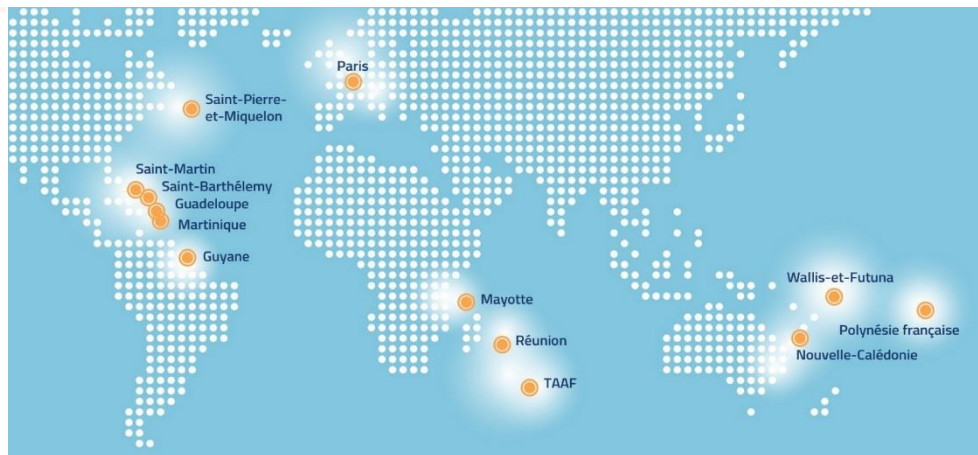 Paris
Saint-Pierre-
et-Miquelon
Saint-Martin
Saint-Barthélemy
Guadeloupe
Martinique
Guyane
Mayotte
Réunion
TAAF
Wallis-et-Futuna
Polynésie française
Nouvelle-Calédonie